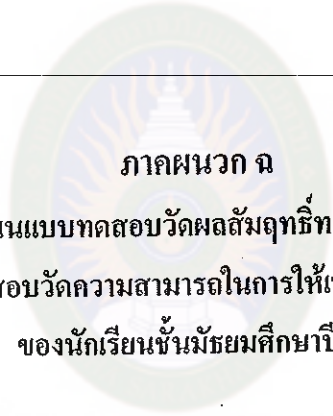 ภาคผนวก ฉ
นแบบทดสอบวัดผลสัมฤทธิ์ท
สอบวัดความสามารถในการให้เ
ของนักเรียนชั้นมัธยมศึกษาปี